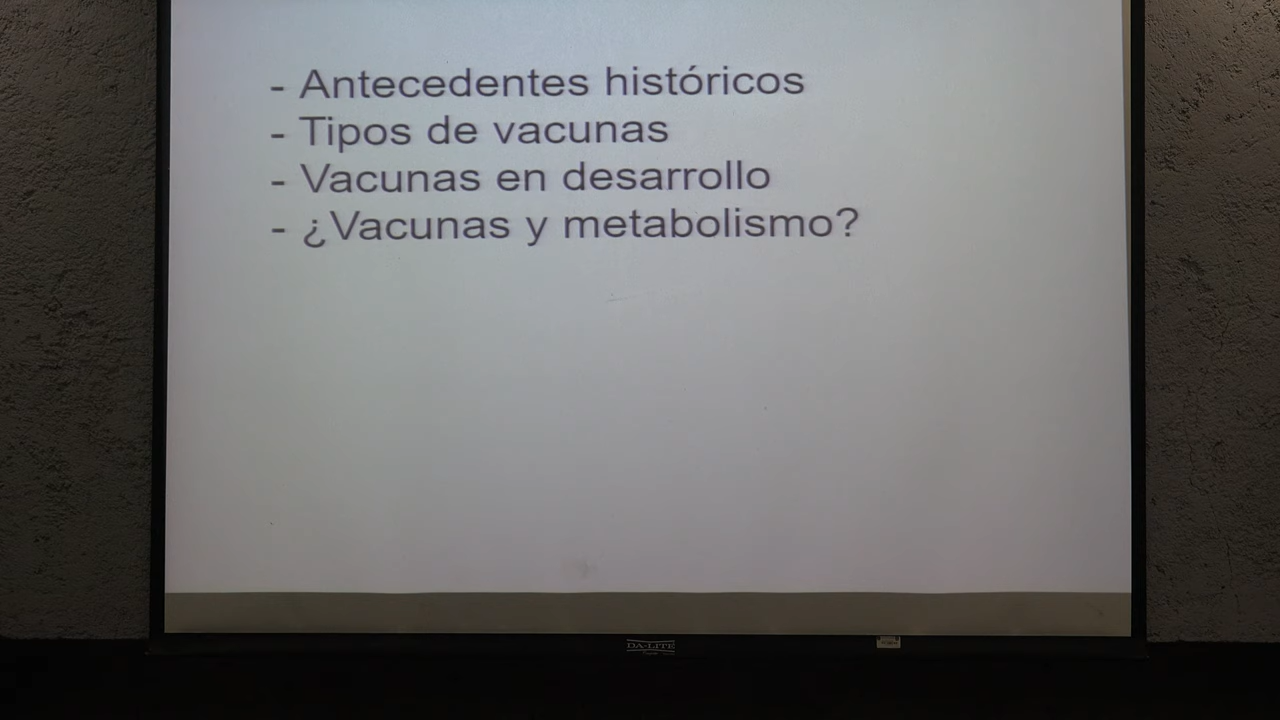 - Antecedentes históricos
- Tipos de vacunas
- Vacunas en desarrollo
- ¿Vacunas y metabolismo?
DA-LITE